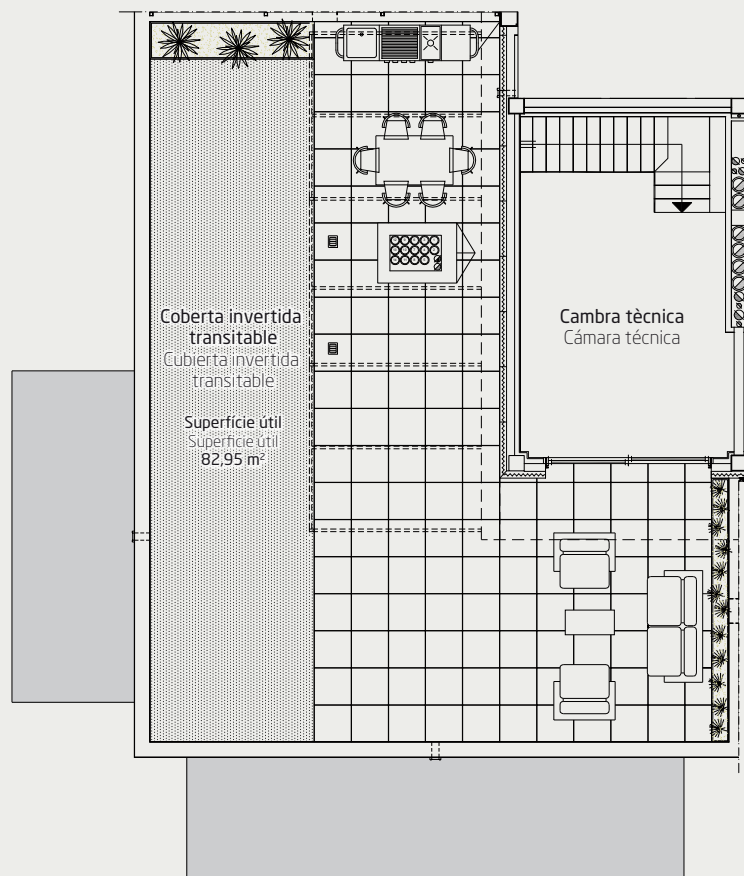 Coberta invertida
transitable
Cubierta invertida
transitable
Superfície útil
Superficie útil
82,95 m²
Cambra tècnica
Cámara técnica